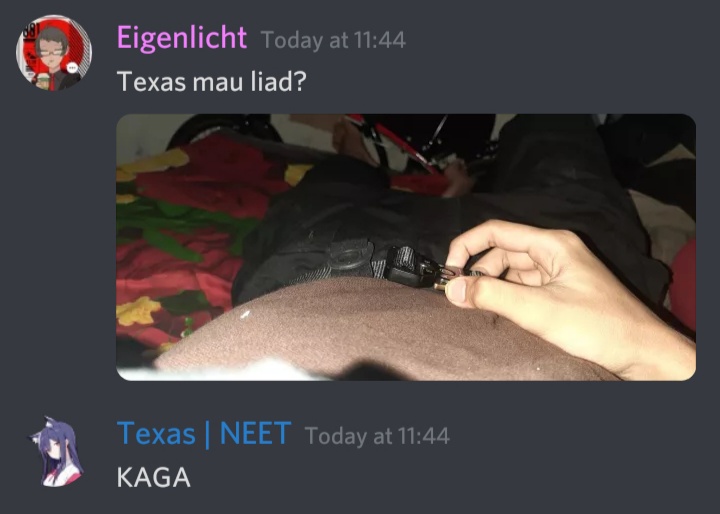 Eigenlicht Today at 11:44
Texas mau liad?
Texas | NEET Today at 11:44
KAGA